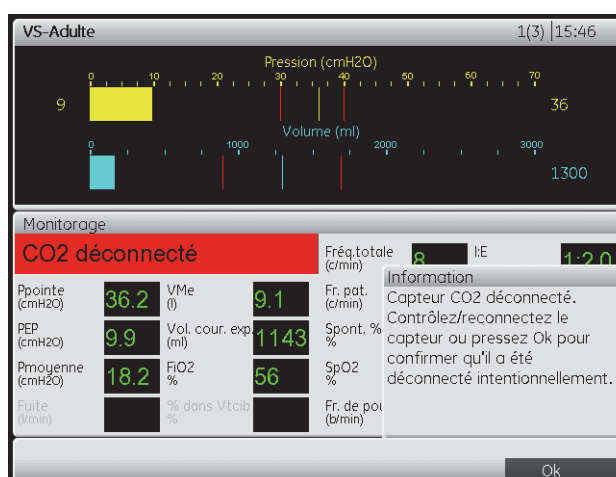 VS-Adulte 1(3) 15:46
Pression (cmH2O)
0 10 20 30 40 50 60 70
9 36
Volume (ml)
0 1000 2000 3000
1300
Monitorage
CO2 déconnecté
Fréq.totale (c/min) 8 I:E 1:2.0
Ppointe (cmH2O) 36.2 VMe (l) 9.1 Fr. pat. (c/min)
PEP (cmH2O) 9.9 Vol. cour. exp. (ml) 1143 Spont. % %
Pmoyenne (cmH2O) 18.2 FiO2 % 56 SpO2 %
Fuite (l/min) % dans Vtcib % Fr. de pou (b/min)
Information
Capteur CO2 déconnecté.
Contrôlez/reconnectez le
capteur ou pressez Ok pour
confirmer qu'il a été
déconnecté intentionnellement.
Ok